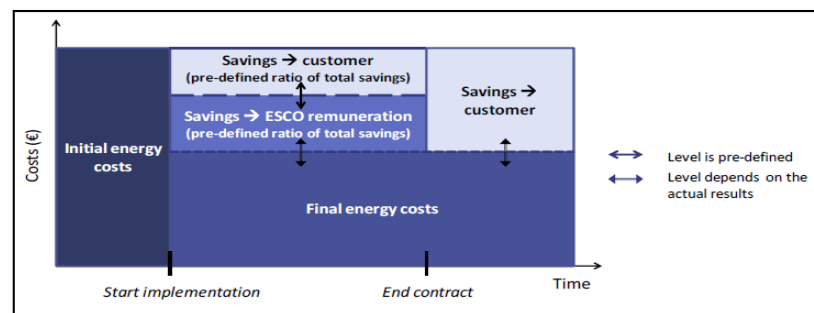 Savings → customer
(pre-defined ratio of total savings)
Savings →
customer
Savings → ESCO remuneration
(pre-defined ratio of total savings)
Initial energy
costs
Costs (€)
Level is pre-defined
Level depends on the
actual results
Final energy costs
Time
Start implementation
End contract